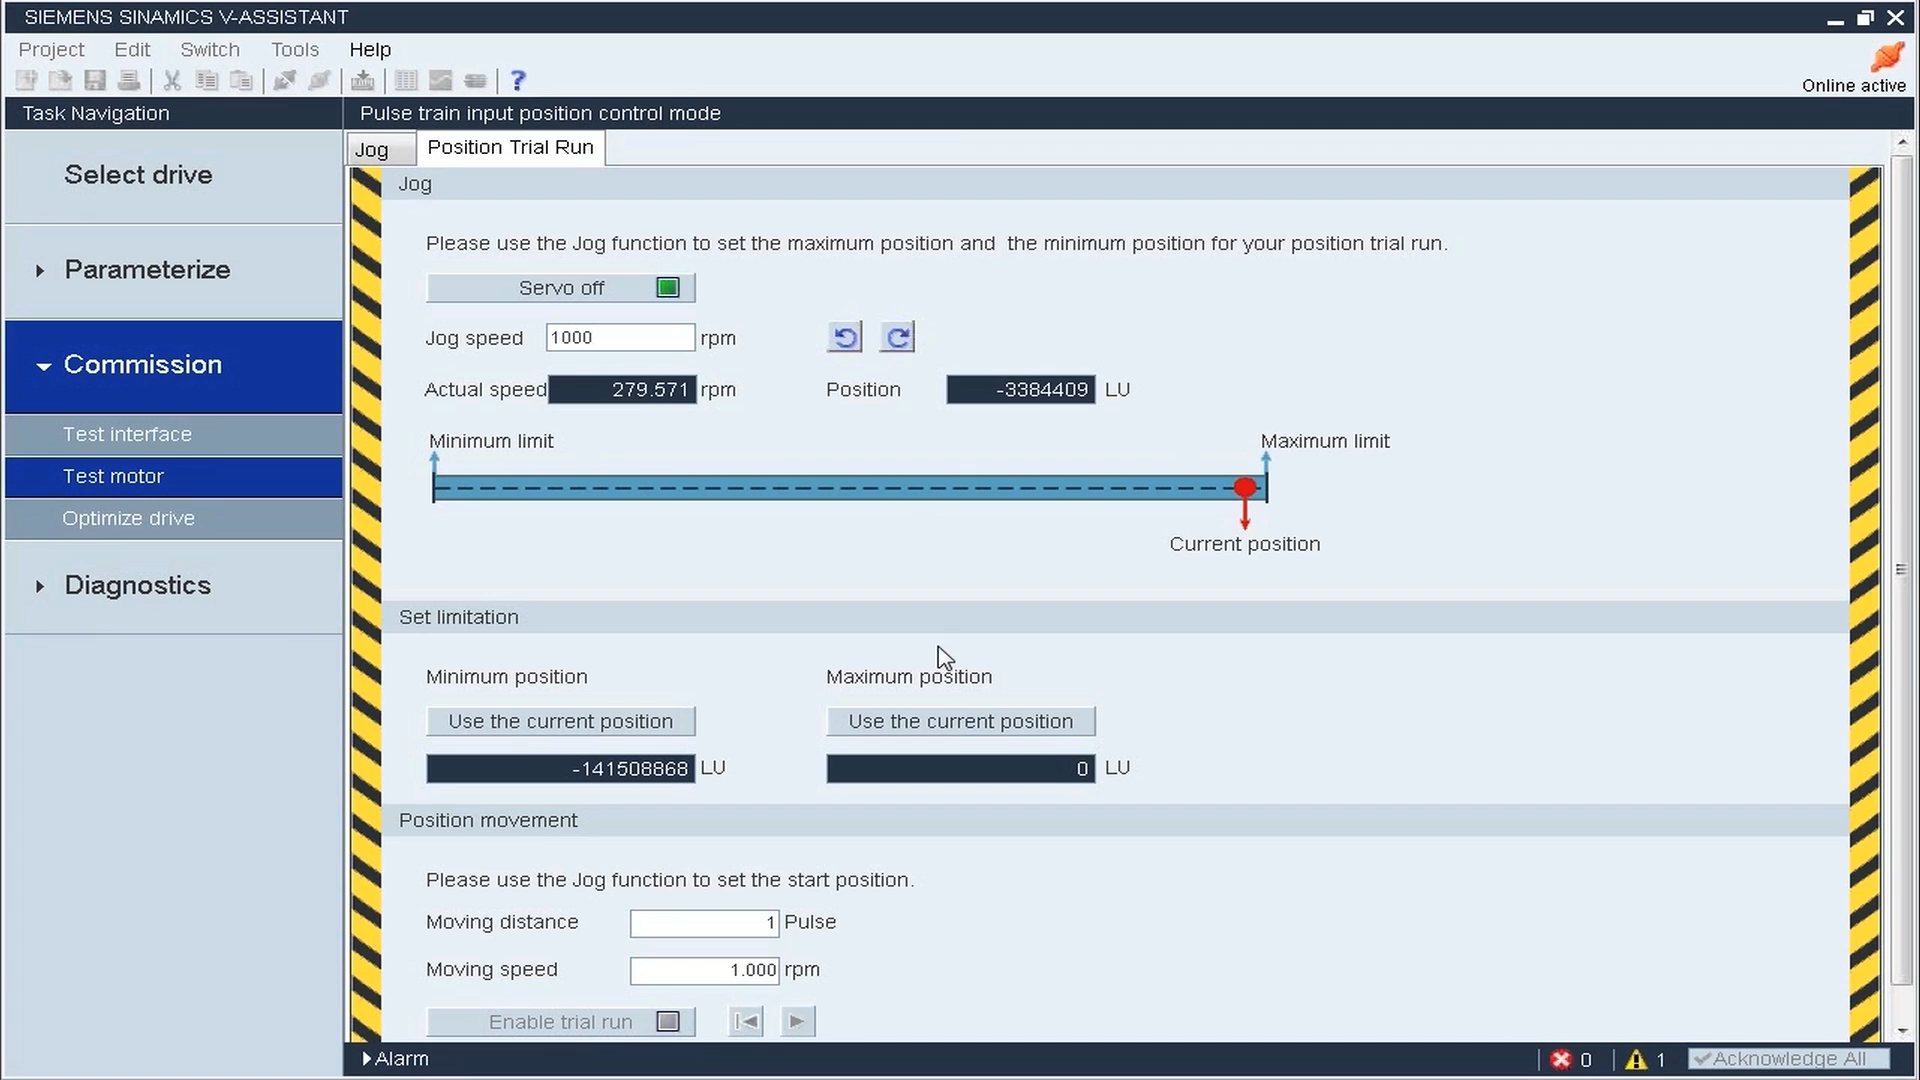 SIEMENS SINAMICS V-ASSISTANT
Project Edit Switch Tools Help
?
Online active
Task Navigation
Pulse train input position control mode
Select drive
Parameterize
Commission
Test interface
Test motor
Optimize drive
Diagnostics
Jog
Position Trial Run
Jog
Please use the Jog function to set the maximum position and  the minimum position for your position trial run.
Servo off
Jog speed 1000 rpm
Actual speed 279.571 rpm Position -3384409 LU
Minimum limit Maximum limit
Current position
Set limitation
Minimum position Maximum position
Use the current position Use the current position
-141508868 LU 0 LU
Position movement
Please use the Jog function to set the start position.
Moving distance 1 Pulse
Moving speed 1.000 rpm
Enable trial run
Alarm
0 1 Acknowledge All